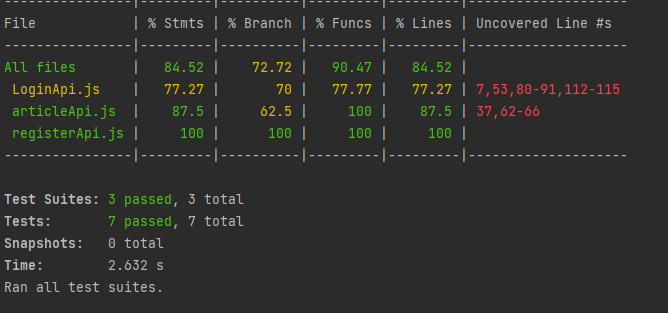 ----------------|---------|----------|---------|---------|--------------------
File            | % Stmts | % Branch | % Funcs | % Lines | Uncovered Line #s
----------------|---------|----------|---------|---------|--------------------
All files       |   84.52 |    72.72 |   90.47 |   84.52 |
 LoginApi.js    |   77.27 |       70 |   77.77 |   77.27 | 7,53,80-91,112-115
 articleApi.js  |    87.5 |     62.5 |     100 |    87.5 | 37,62-66
 registerApi.js |     100 |      100 |     100 |     100 |
----------------|---------|----------|---------|---------|--------------------
Test Suites: 3 passed, 3 total
Tests:       7 passed, 7 total
Snapshots:   0 total
Time:        2.632 s
Ran all test suites.